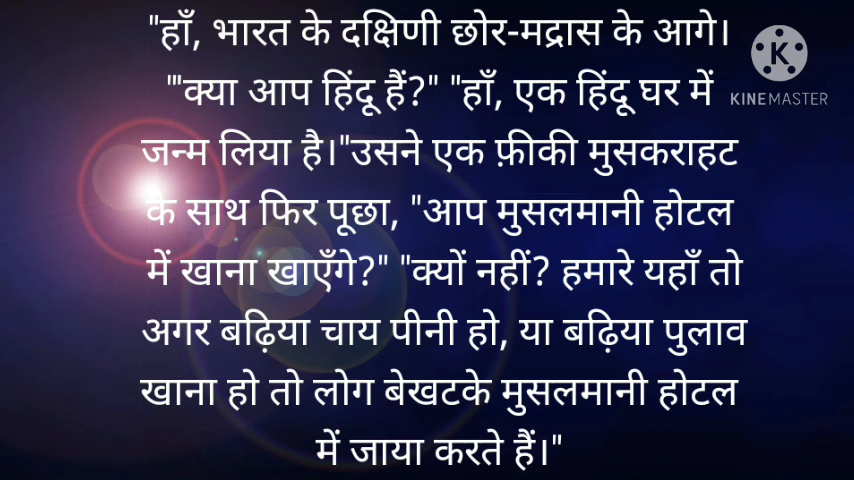 "हाँ, भारत के दक्षिणी छोर-मद्रास के आगे।
"'क्या आप हिंदू हैं?" "हाँ, एक हिंदू घर में
जन्म लिया है।"उसने एक फ़ीकी मुसकराहट
के साथ फिर पूछा, "आप मुसलमानी होटल
में खाना खाएँगे?" "क्यों नहीं? हमारे यहाँ तो
अगर बढ़िया चाय पीनी हो, या बढ़िया पुलाव
खाना हो तो लोग बेखटके मुसलमानी होटल
में जाया करते हैं।"
K
KINEMASTER